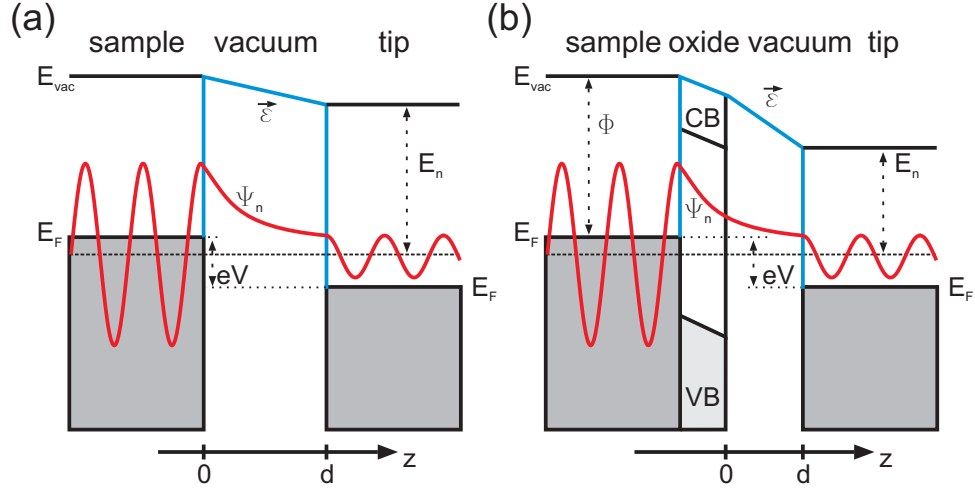 (a)
sample vacuum tip
E_vac
ε
Φ
E_n
Ψ_n
E_F
eV
E_F
0 d z
(b)
sample oxide vacuum tip
E_vac
CB
ε
Φ
E_n
Ψ_n
E_F
eV
E_F
VB
0 d z